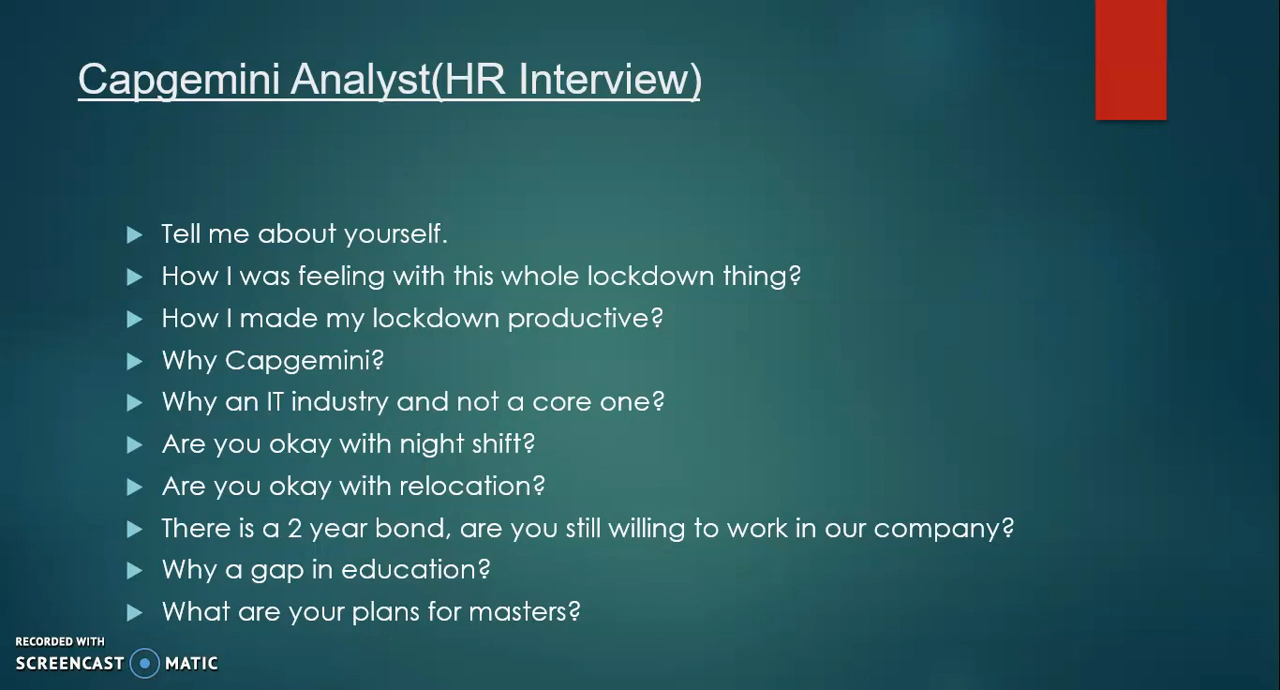 Capgemini Analyst(HR Interview)
Tell me about yourself.
How I was feeling with this whole lockdown thing?
How I made my lockdown productive?
Why Capgemini?
Why an IT industry and not a core one?
Are you okay with night shift?
Are you okay with relocation?
There is a 2 year bond, are you still willing to work in our company?
Why a gap in education?
What are your plans for masters?
RECORDED WITH
SCREENCAST MATIC